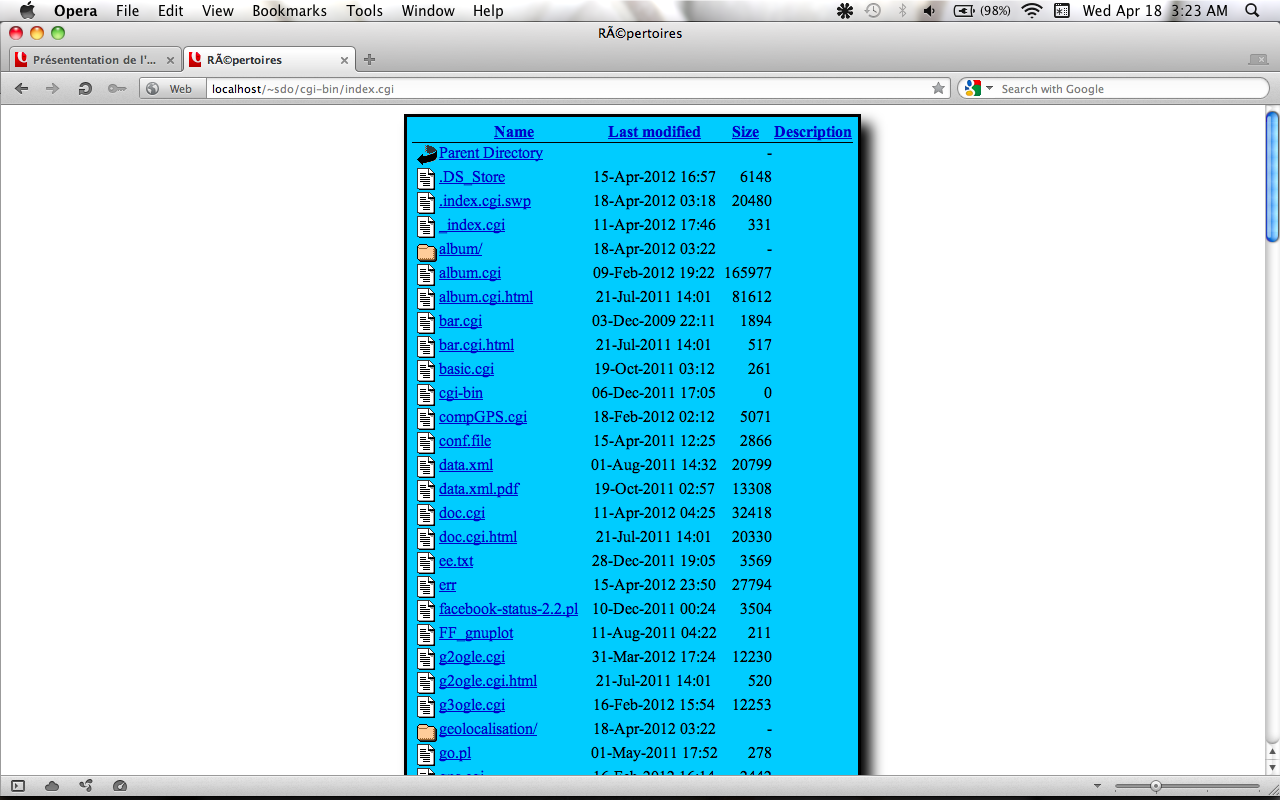 Opera File Edit View Bookmarks Tools Window Help (98%) Wed Apr 18 3:23 AM
RÃ©pertoires
Présententation de l'... RÃ©pertoires
Web localhost/~sdo/cgi-bin/index.cgi Search with Google
Name Last modified Size Description
Parent Directory -
.DS_Store 15-Apr-2012 16:57 6148
.index.cgi.swp 18-Apr-2012 03:18 20480
_index.cgi 11-Apr-2012 17:46 331
album/ 18-Apr-2012 03:22 -
album.cgi 09-Feb-2012 19:22 165977
album.cgi.html 21-Jul-2011 14:01 81612
bar.cgi 03-Dec-2009 22:11 1894
bar.cgi.html 21-Jul-2011 14:01 517
basic.cgi 19-Oct-2011 03:12 261
cgi-bin 06-Dec-2011 17:05 0
compGPS.cgi 18-Feb-2012 02:12 5071
conf.file 15-Apr-2011 12:25 2866
data.xml 01-Aug-2011 14:32 20799
data.xml.pdf 19-Oct-2011 02:57 13308
doc.cgi 11-Apr-2012 04:25 32418
doc.cgi.html 21-Jul-2011 14:01 20330
ee.txt 28-Dec-2011 19:05 3569
err 15-Apr-2012 23:50 27794
facebook-status-2.2.pl 10-Dec-2011 00:24 3504
FF_gnuplot 11-Aug-2011 04:22 211
g2ogle.cgi 31-Mar-2012 17:24 12230
g2ogle.cgi.html 21-Jul-2011 14:01 520
g3ogle.cgi 16-Feb-2012 15:54 12253
geolocalisation/ 18-Apr-2012 03:22 -
go.pl 01-May-2011 17:52 278